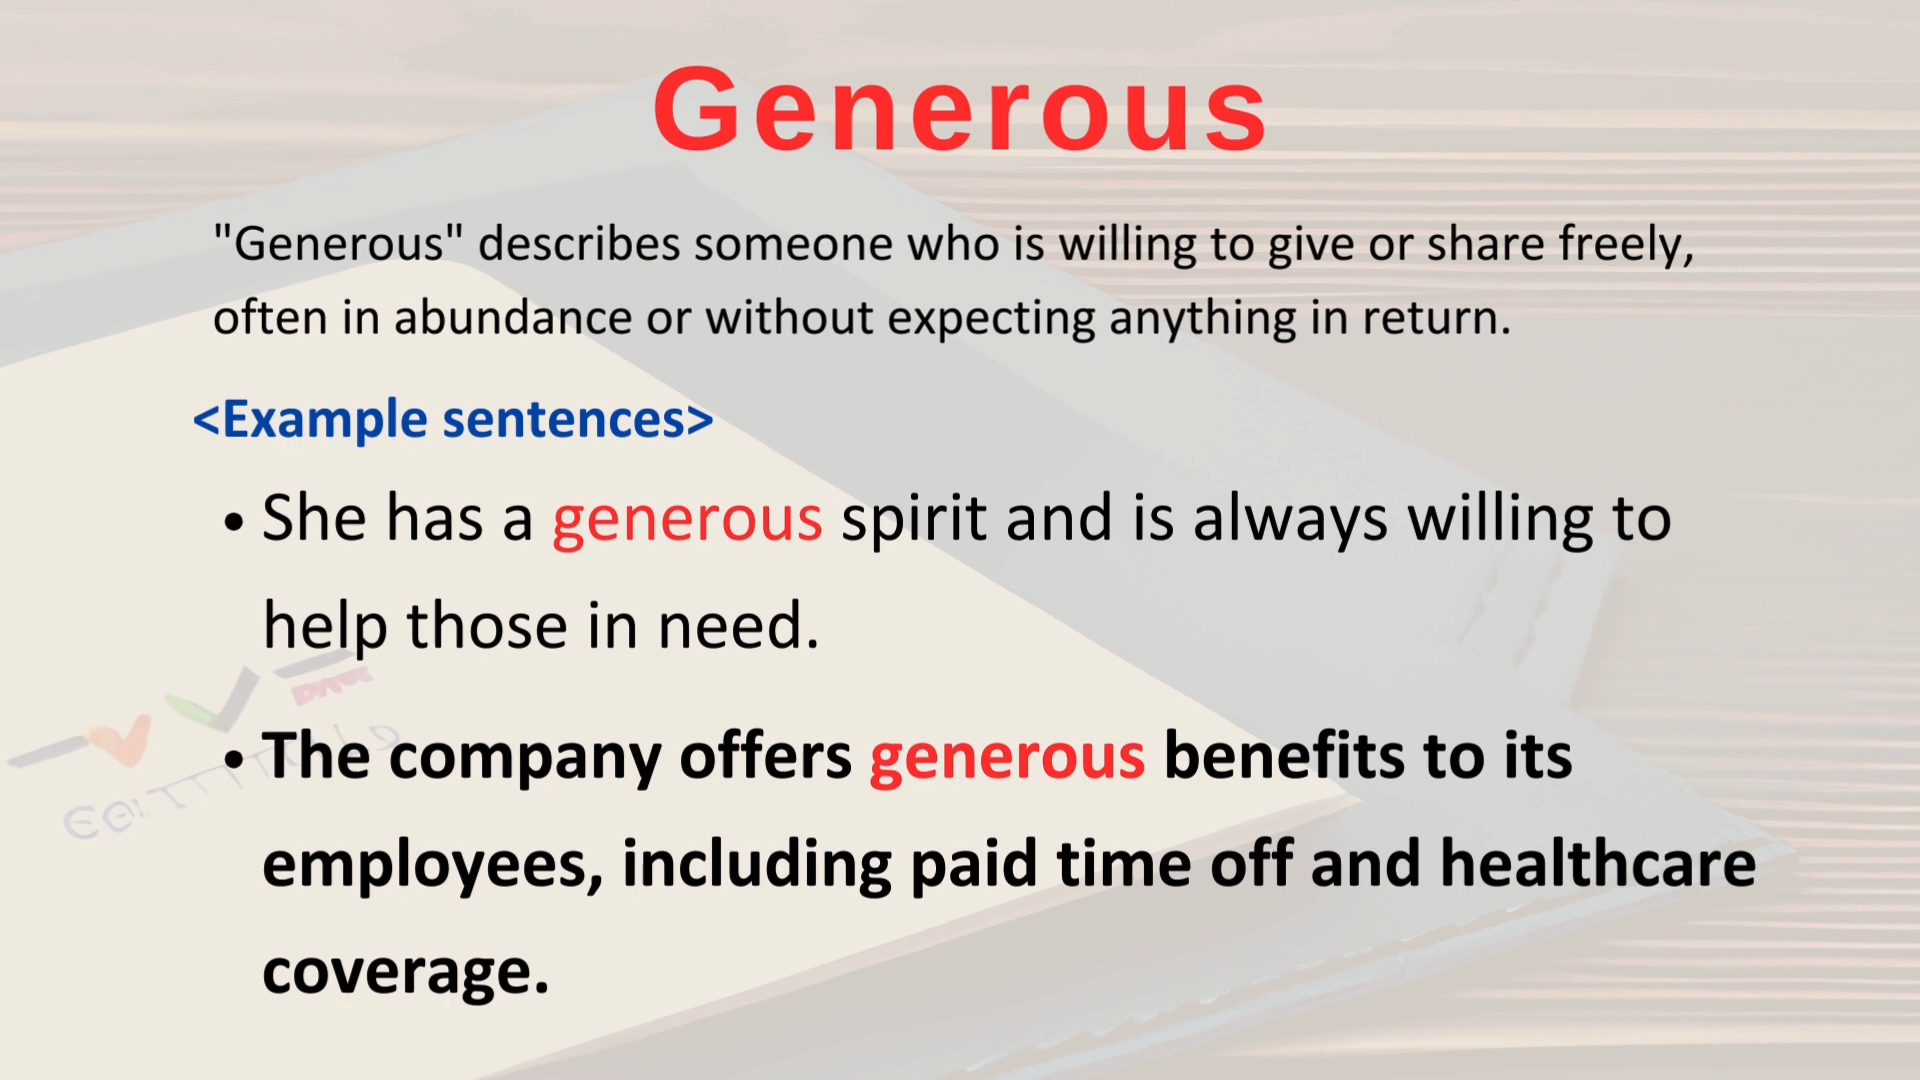 Generous
"Generous" describes someone who is willing to give or share freely,
often in abundance or without expecting anything in return.
<Example sentences>
• She has a generous spirit and is always willing to
help those in need.
• The company offers generous benefits to its
employees, including paid time off and healthcare
coverage.